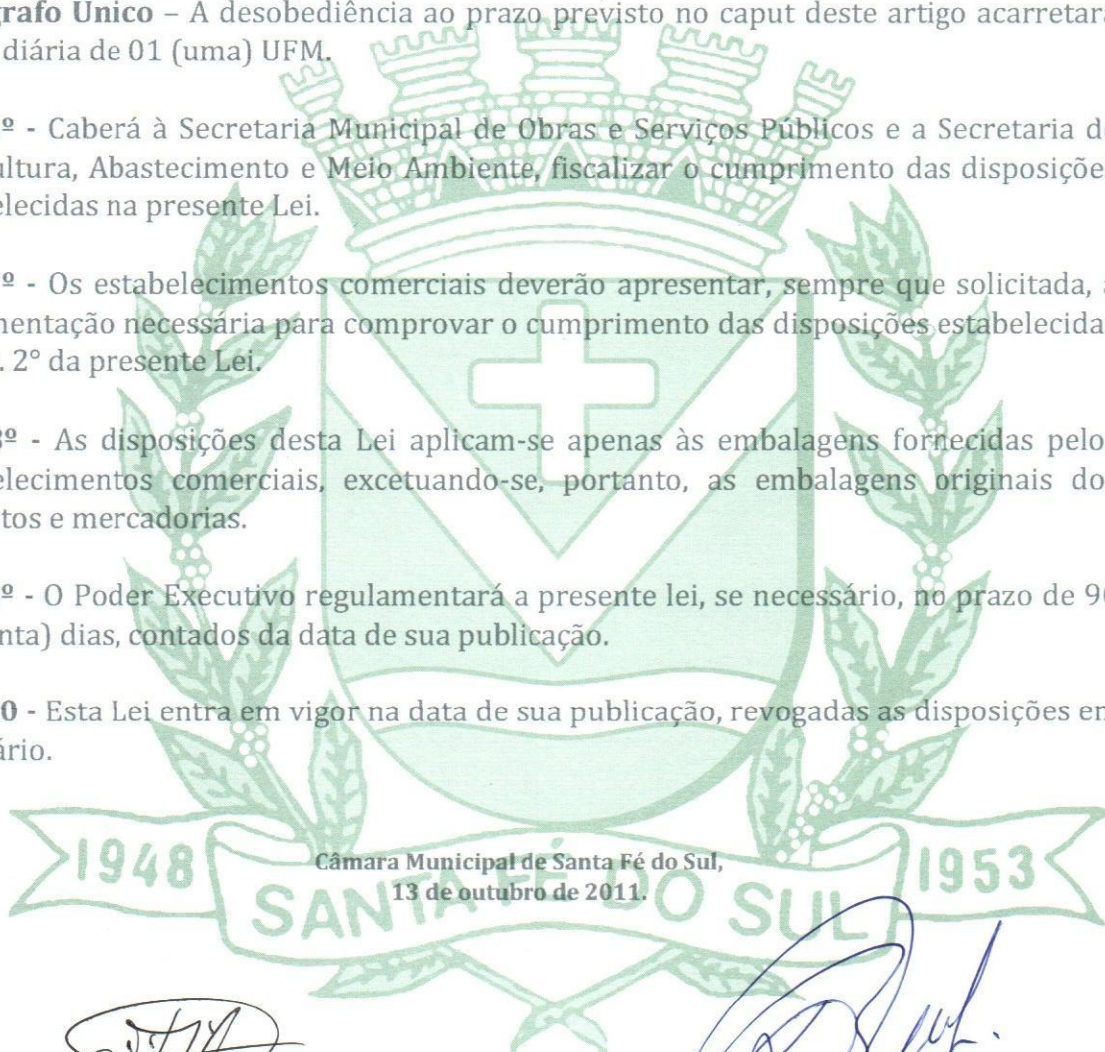 grafo Único – A desobediência ao prazo previsto no caput deste artigo acarretará
diária de 01 (uma) UFM.
º - Caberá à Secretaria Municipal de Obras e Serviços Públicos e a Secretaria d
ultura, Abastecimento e Meio Ambiente, fiscalizar o cumprimento das disposiçõe
elecidas na presente Lei.
º - Os estabelecimentos comerciais deverão apresentar, sempre que solicitada, a
mentação necessária para comprovar o cumprimento das disposições estabelecida
. 2° da presente Lei.
8º - As disposições desta Lei aplicam-se apenas às embalagens fornecidas pelo
elecimentos comerciais, excetuando-se, portanto, as embalagens originais do
tos e mercadorias.
º - O Poder Executivo regulamentará a presente lei, se necessário, no prazo de 90
nta) dias, contados da data de sua publicação.
0 - Esta Lei entra em vigor na data de sua publicação, revogadas as disposições en
ário.
Câmara Municipal de Santa Fé do Sul,
13 de outubro de 2011.
1948
SANTA FÉ DO SUL
1953